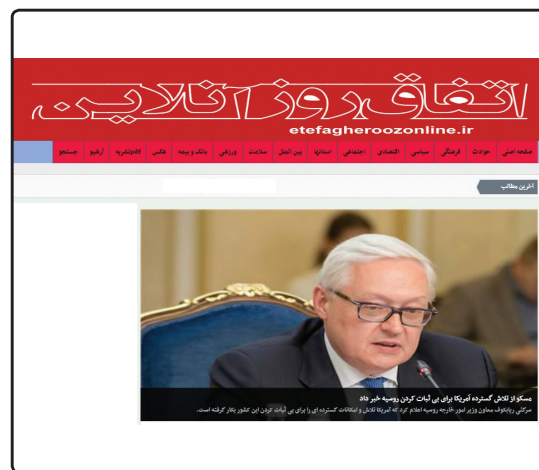 اتفاق روز آنلاین
etefagheroozonline.ir
صفحه اصلی حوادث فرهنگی سیاسی اقتصادی اجتماعی استانها بین الملل سلامت ورزشی بانک و بیمه عکس pdfنشریه آرشیو جستجو
آخرین مطالب
مسکو از تلاش گسترده آمریکا برای بی ثبات کردن روسیه خبر داد
سرگئی ریابکوف معاون وزیر امور خارجه روسیه اعلام کرد که آمریکا تلاش و امکانات گسترده ای را برای بی ثبات کردن این کشور بکار گرفته است.